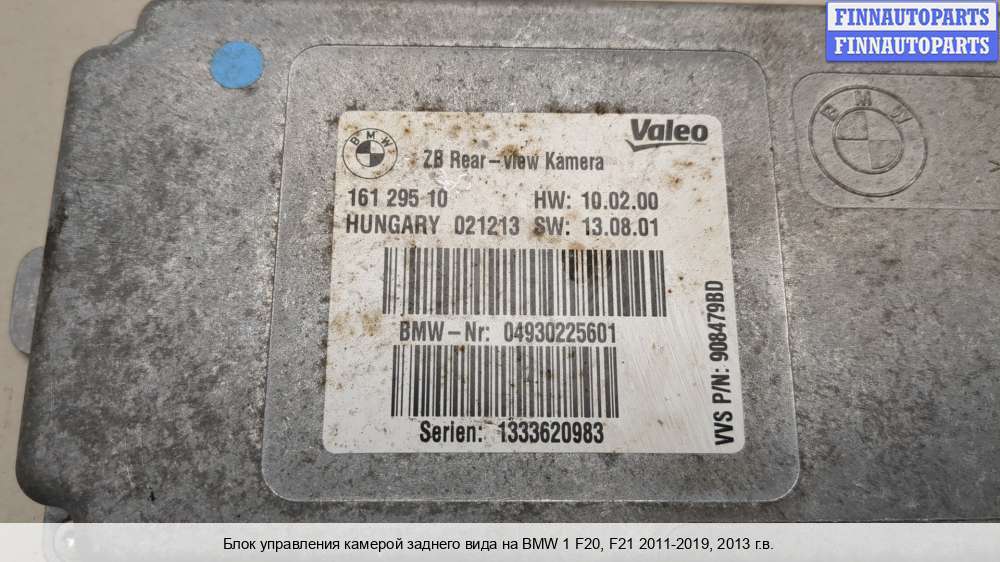 FINNAUTOPARTS
FINNAUTOPARTS
BMW
BMW
Valeo
ZB Rear-view Kamera
161 295 10 HW: 10.02.00
HUNGARY 021213 SW: 13.08.01
BMW-Nr: 04930225601
Serien: 1333620983
VVS P/N: 908479BD
Блок управления камерой заднего вида на BMW 1 F20, F21 2011-2019, 2013 г.в.